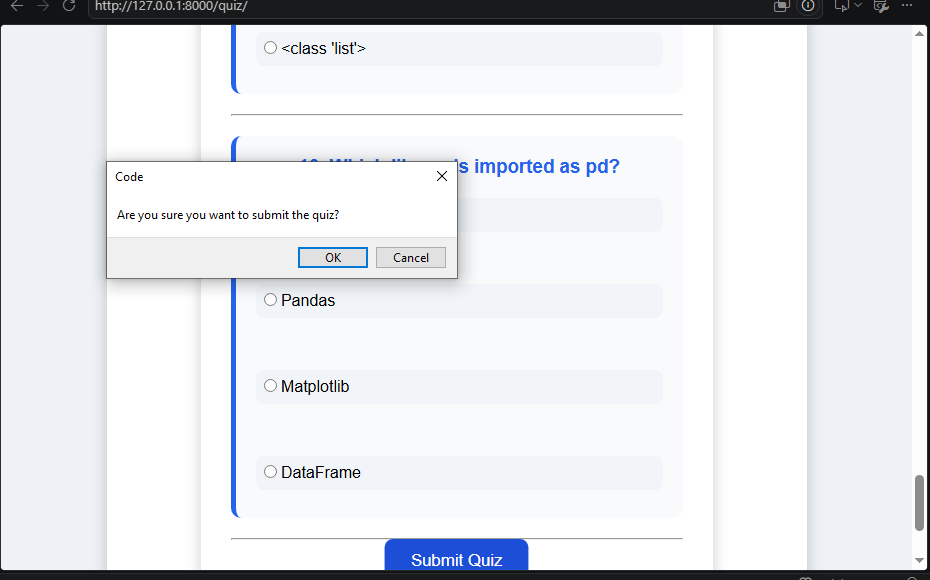 http://127.0.0.1:8000/quiz/
<class 'list'>
imported as pd?
Code
Are you sure you want to submit the quiz?
OK
Cancel
Pandas
Matplotlib
DataFrame
Submit Quiz